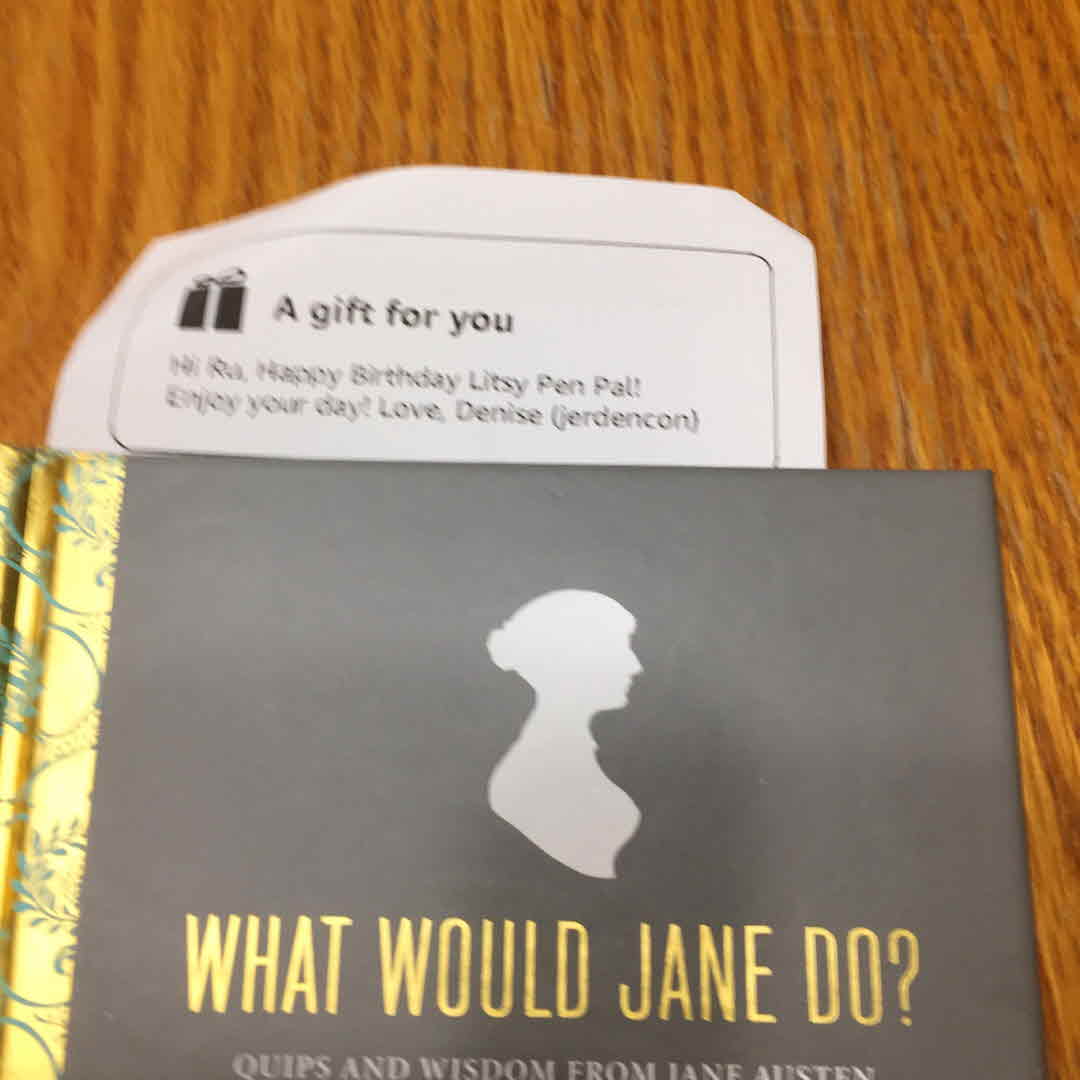 A gift for you
Hi Ru, Happy Birthday Litsy Pen Pal!
Enjoy your day! Love, Denise (jerdencon)
WHAT WOULD JANE DO?
QUIPS AND WISDOM FROM JANE AUSTEN